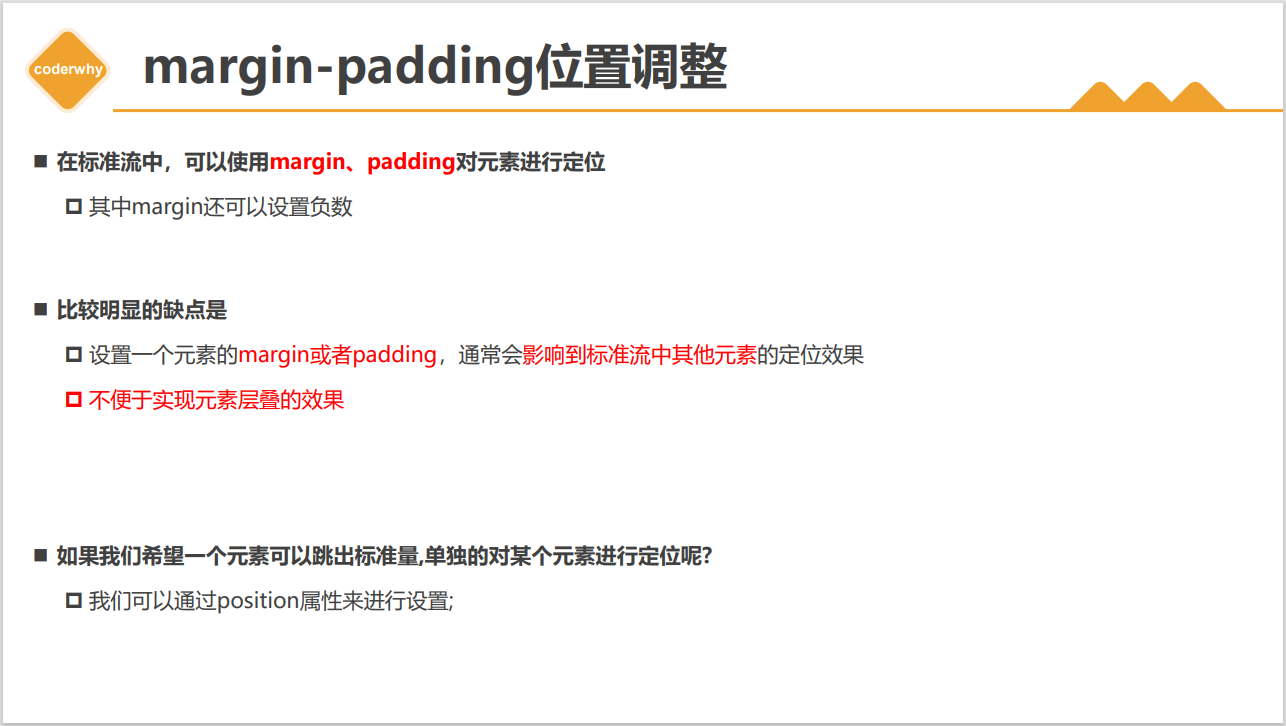 coderwhy
margin-padding位置调整
在标准流中，可以使用margin、padding对元素进行定位
其中margin还可以设置负数
比较明显的缺点是
设置一个元素的margin或者padding，通常会影响到标准流中其他元素的定位效果
不便于实现元素层叠的效果
如果我们希望一个元素可以跳出标准量,单独的对某个元素进行定位呢?
我们可以通过position属性来进行设置;